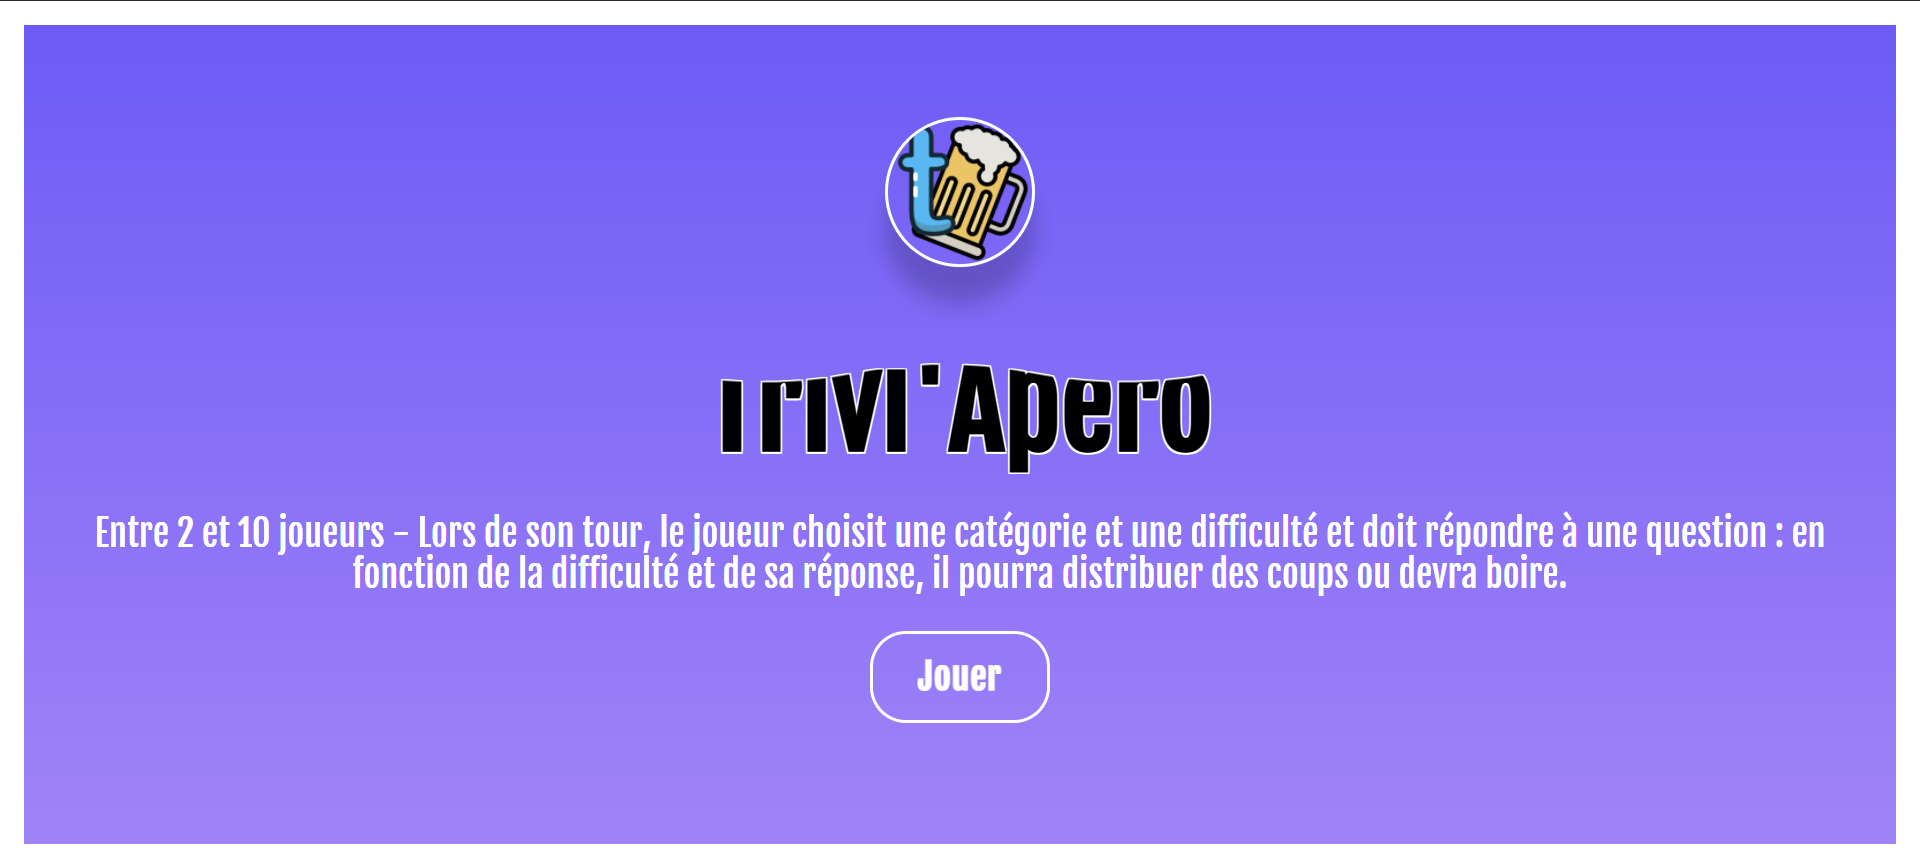 t
Trivi'Apero
Entre 2 et 10 joueurs – Lors de son tour, le joueur choisit une catégorie et une difficulté et doit répondre à une question : en
fonction de la difficulté et de sa réponse, il pourra distribuer des coups ou devra boire.
Jouer